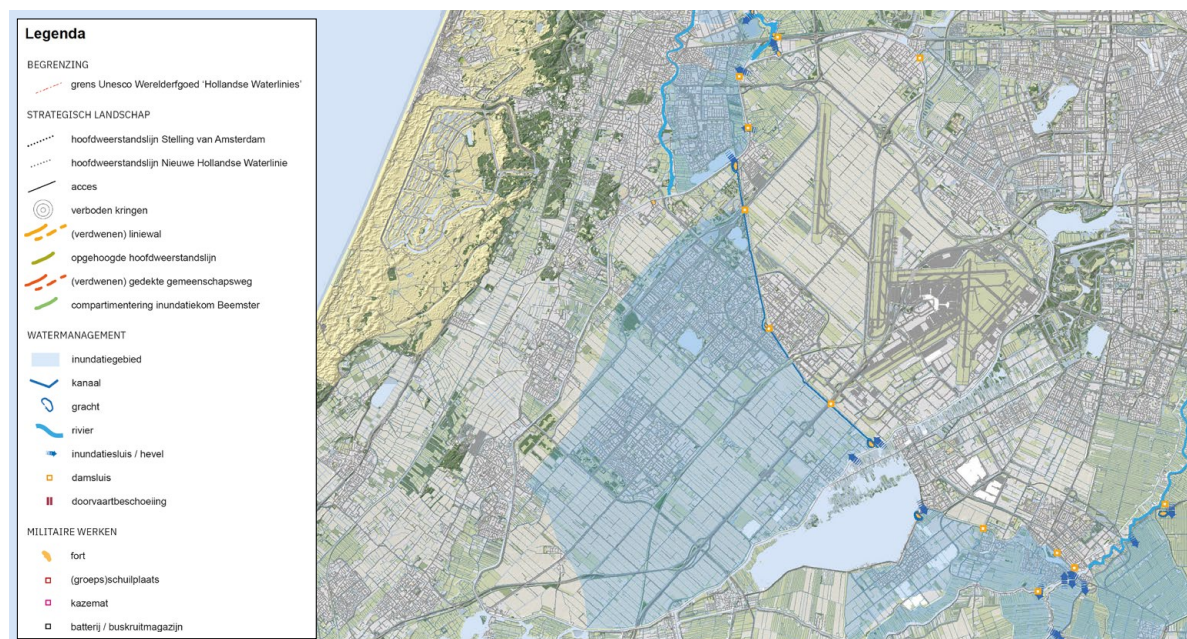 Legenda
BEGRENZING
grens Unesco Werelderfgoed 'Hollandse Waterlinies'
STRATEGISCH LANDSCHAP
hoofdweerstandslijn Stelling van Amsterdam
hoofdweerstandslijn Nieuwe Hollandse Waterlinie
acces
verboden kringen
(verdwenen) liniewal
opgehoogde hoofdweerstandslijn
(verdwenen) gedekte gemeenschapsweg
compartimentering inundatiekom Beemster
WATERMANAGEMENT
inundatiegebied
kanaal
gracht
rivier
inundatiesluis / hevel
damsluis
doorvaartbeschoeiing
MILITAIRE WERKEN
fort
(groeps)schuilplaats
kazemat
batterij / buskruitmagazijn